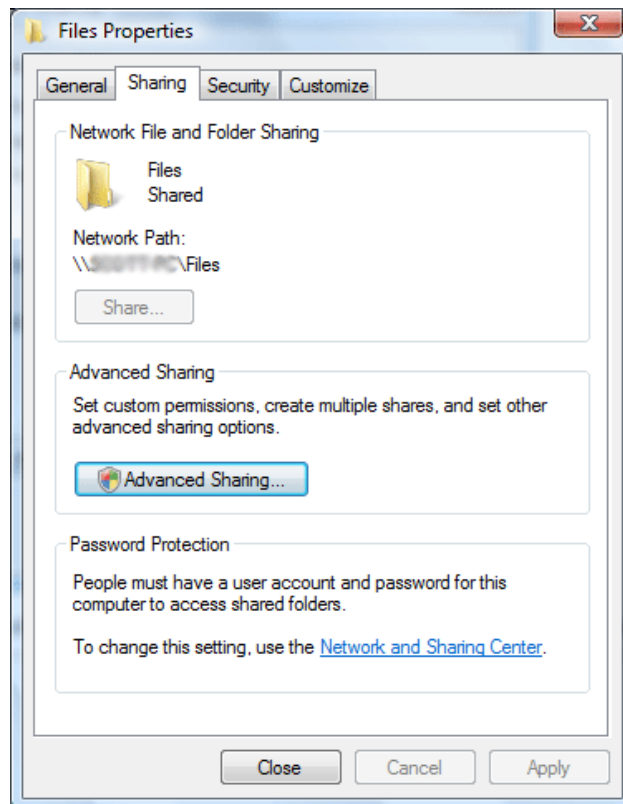 Files Properties
General Sharing Security Customize
Network File and Folder Sharing
Files
Shared
Network Path:
\\ \Files
Share...
Advanced Sharing
Set custom permissions, create multiple shares, and set other
advanced sharing options.
Advanced Sharing...
Password Protection
People must have a user account and password for this
computer to access shared folders.
To change this setting, use the Network and Sharing Center.
Close Cancel Apply